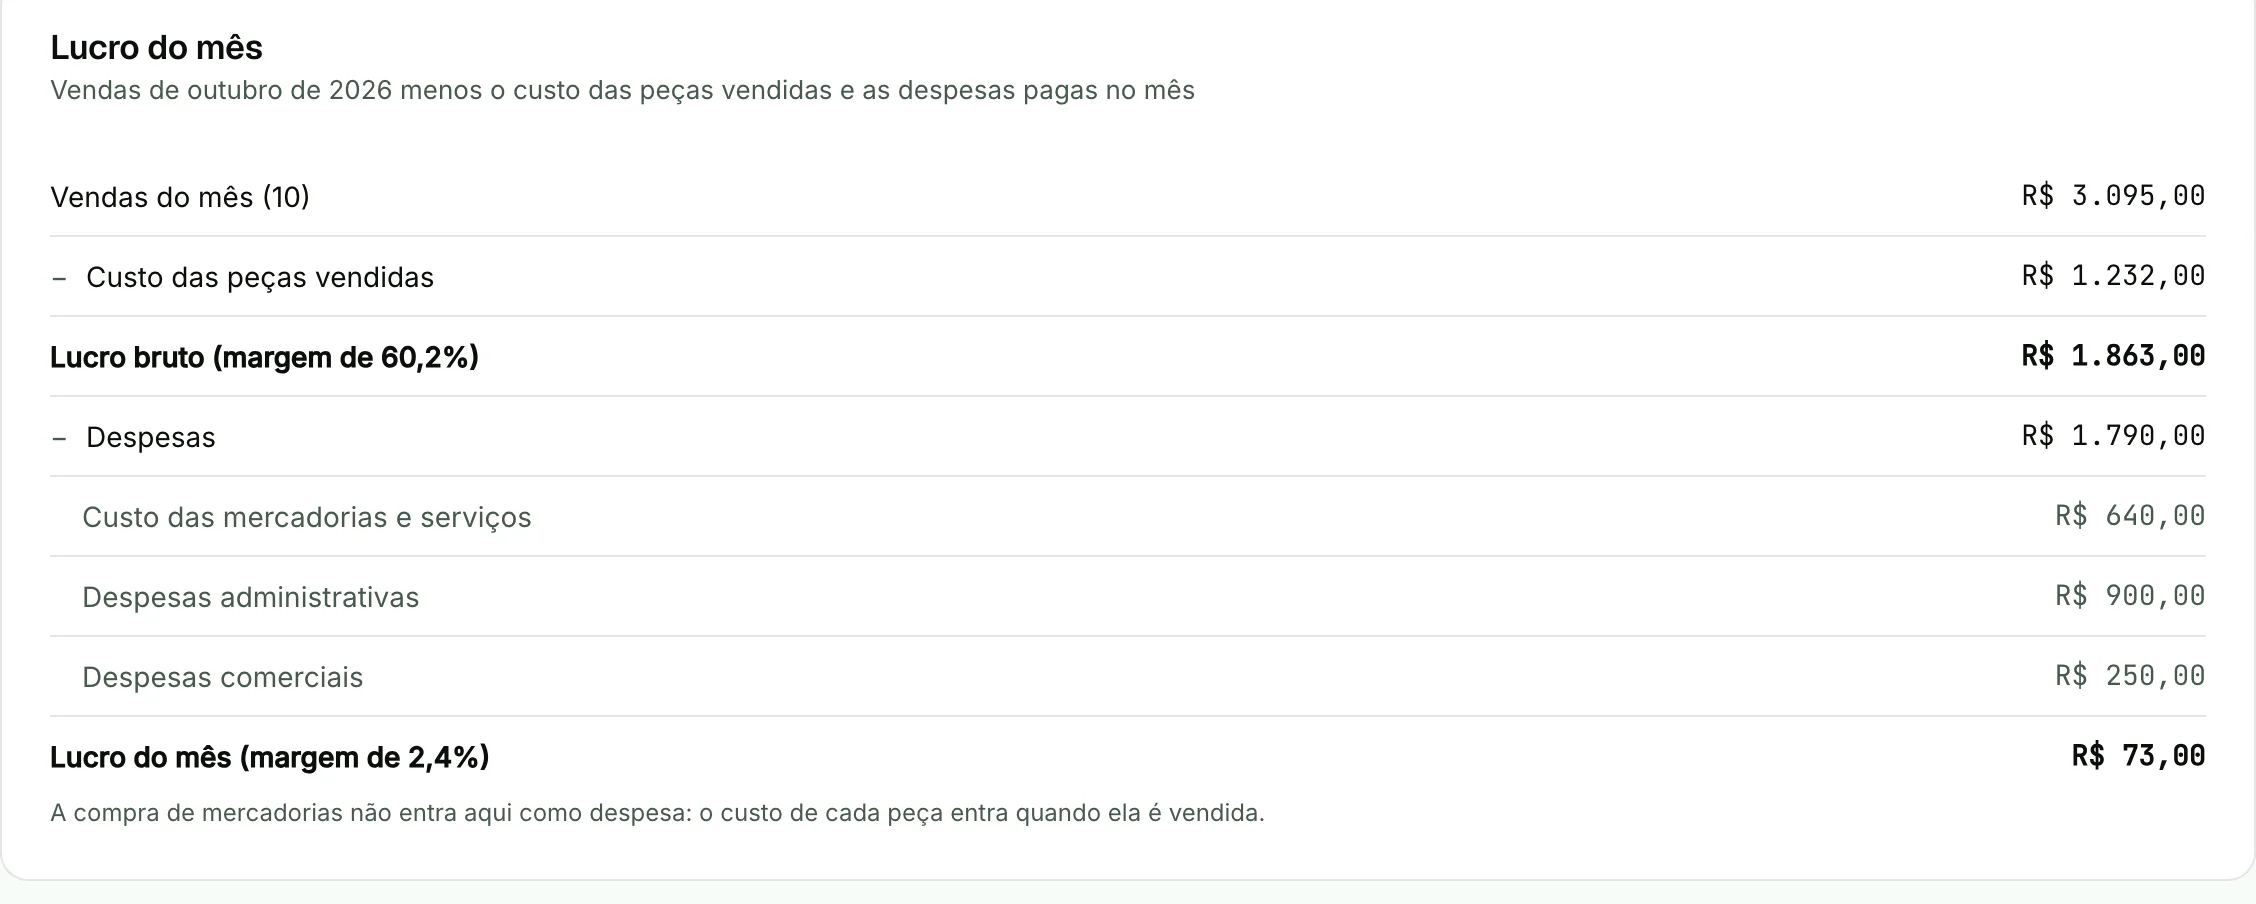 Lucro do mês
Vendas de outubro de 2026 menos o custo das peças vendidas e as despesas pagas no mês
Vendas do mês (10) R$ 3.095,00
– Custo das peças vendidas R$ 1.232,00
Lucro bruto (margem de 60,2%) R$ 1.863,00
– Despesas R$ 1.790,00
Custo das mercadorias e serviços R$ 640,00
Despesas administrativas R$ 900,00
Despesas comerciais R$ 250,00
Lucro do mês (margem de 2,4%) R$ 73,00
A compra de mercadorias não entra aqui como despesa: o custo de cada peça entra quando ela é vendida.